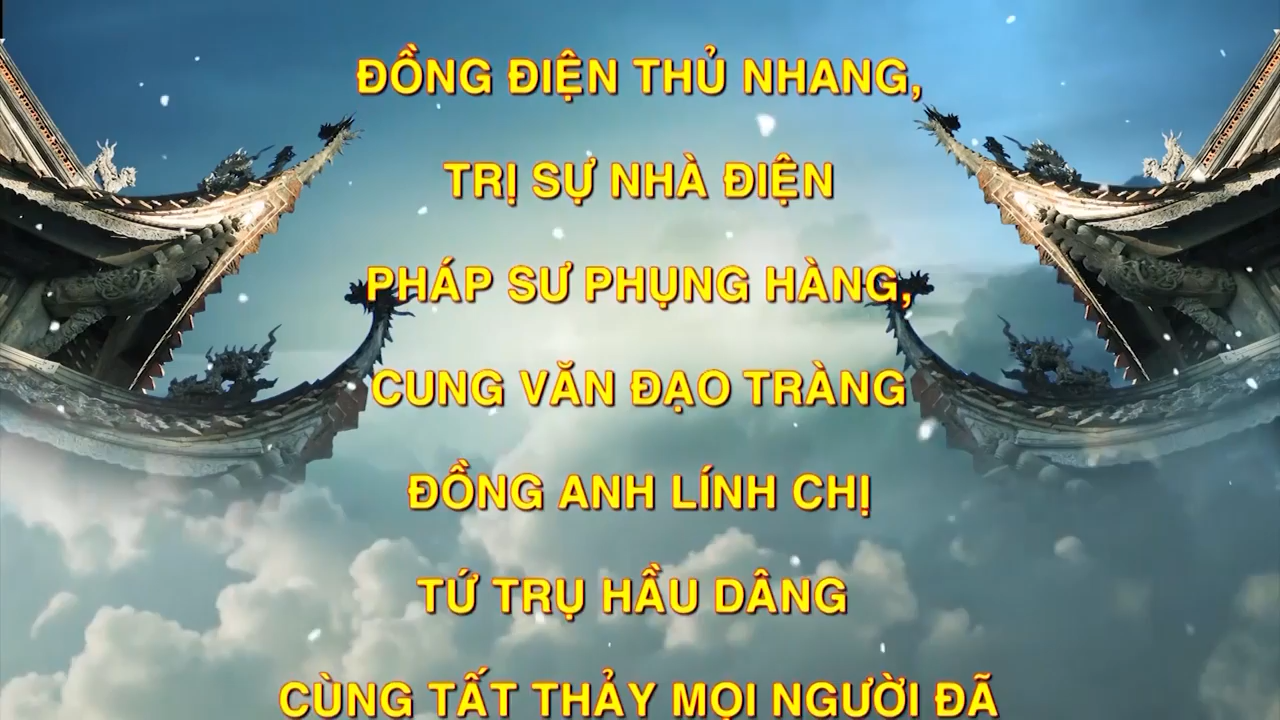 ĐỒNG ĐIỆN THỦ NHANG,
TRỊ SỰ NHÀ ĐIỆN
PHÁP SƯ PHỤNG HÀNG,
CUNG VĂN ĐẠO TRÀNG
ĐỒNG ANH LÍNH CHỊ
TỨ TRỤ HẦU DÂNG
CÙNG TẤT THẢY MỌI NGƯỜI ĐÃ